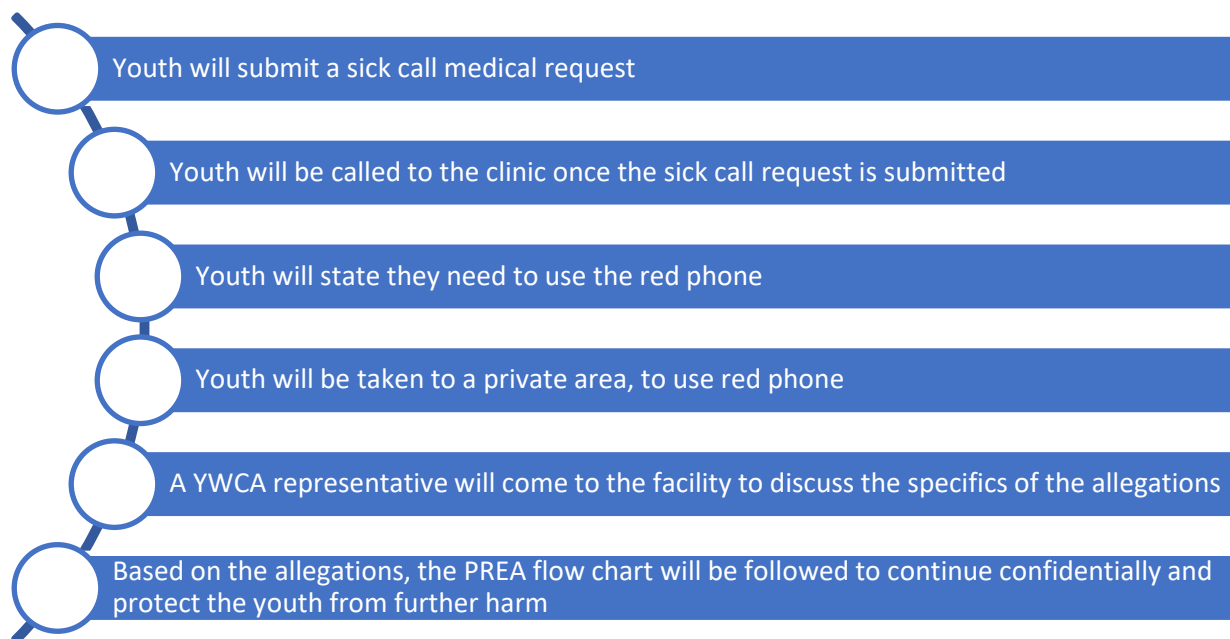 Youth will submit a sick call medical request
Youth will be called to the clinic once the sick call request is submitted
Youth will state they need to use the red phone
Youth will be taken to a private area, to use red phone
A YWCA representative will come to the facility to discuss the specifics of the allegations
Based on the allegations, the PREA flow chart will be followed to continue confidentially and
protect the youth from further harm